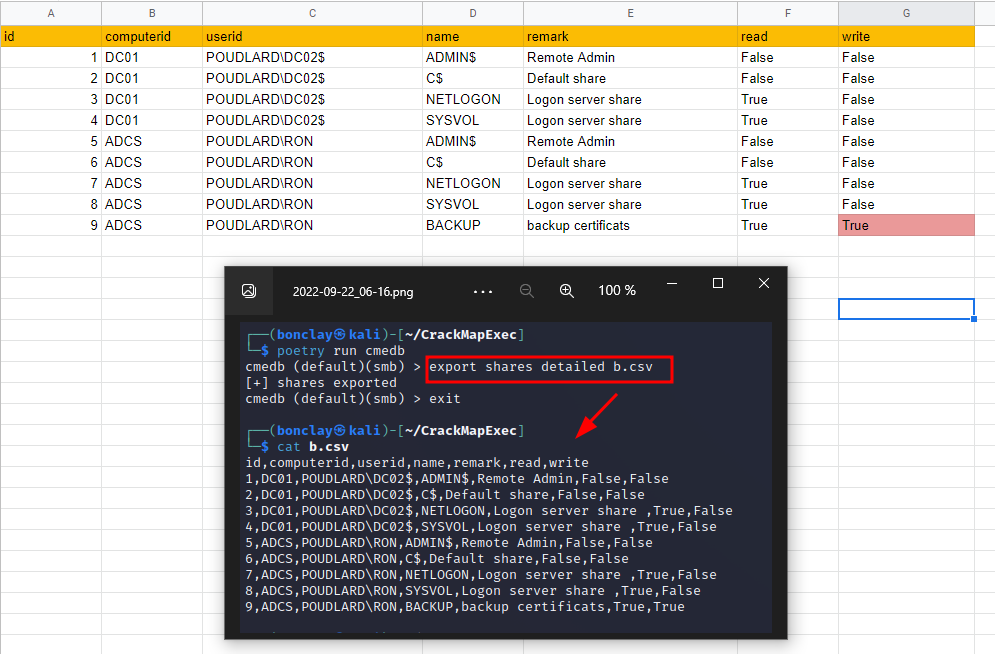 A B C D E F G
id computerid userid name remark read write
1 DC01 POUDLARD\DC02$ ADMIN$ Remote Admin False False
2 DC01 POUDLARD\DC02$ C$ Default share False False
3 DC01 POUDLARD\DC02$ NETLOGON Logon server share True False
4 DC01 POUDLARD\DC02$ SYSVOL Logon server share True False
5 ADCS POUDLARD\RON ADMIN$ Remote Admin False False
6 ADCS POUDLARD\RON C$ Default share False False
7 ADCS POUDLARD\RON NETLOGON Logon server share True False
8 ADCS POUDLARD\RON SYSVOL Logon server share True False
9 ADCS POUDLARD\RON BACKUP backup certificates True True
2022-09-22_06-16.png ... 100 %
┌──(bonclay㉿kali)-[~/CrackMapExec]
└─$ poetry run cmedb
cmedb (default)(smb) > export shares detailed b.csv
[+] shares exported
cmedb (default)(smb) > exit
┌──(bonclay㉿kali)-[~/CrackMapExec]
└─$ cat b.csv
id,computerid,userid,name,remark,read,write
1,DC01,POUDLARD\DC02$,ADMIN$,Remote Admin,False,False
2,DC01,POUDLARD\DC02$,C$,Default share,False,False
3,DC01,POUDLARD\DC02$,NETLOGON,Logon server share ,True,False
4,DC01,POUDLARD\DC02$,SYSVOL,Logon server share ,True,False
5,ADCS,POUDLARD\RON,ADMIN$,Remote Admin,False,False
6,ADCS,POUDLARD\RON,C$,Default share,False,False
7,ADCS,POUDLARD\RON,NETLOGON,Logon server share ,True,False
8,ADCS,POUDLARD\RON,SYSVOL,Logon server share ,True,False
9,ADCS,POUDLARD\RON,BACKUP,backup certificates,True,True